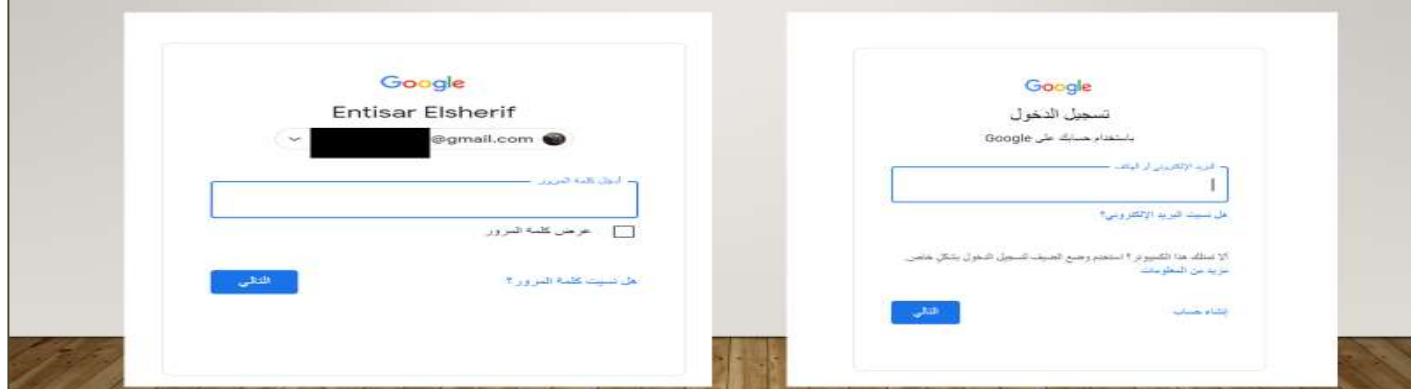 Google
تسجيل الدخول
باستخدام حسابك على Google
البريد الإلكتروني أو الهاتف
هل نسيت البريد الإلكتروني؟
ألا تملك هذا الكمبيوتر؟ استخدم وضع الضيف لتسجيل الدخول بشكل خاص.
مزيد من المعلومات
إنشاء حساب
التالي
Google
Entisar Elsherif
@gmail.com
أدخل كلمة المرور
عرض كلمة المرور
هل نسيت كلمة المرور؟
التالي